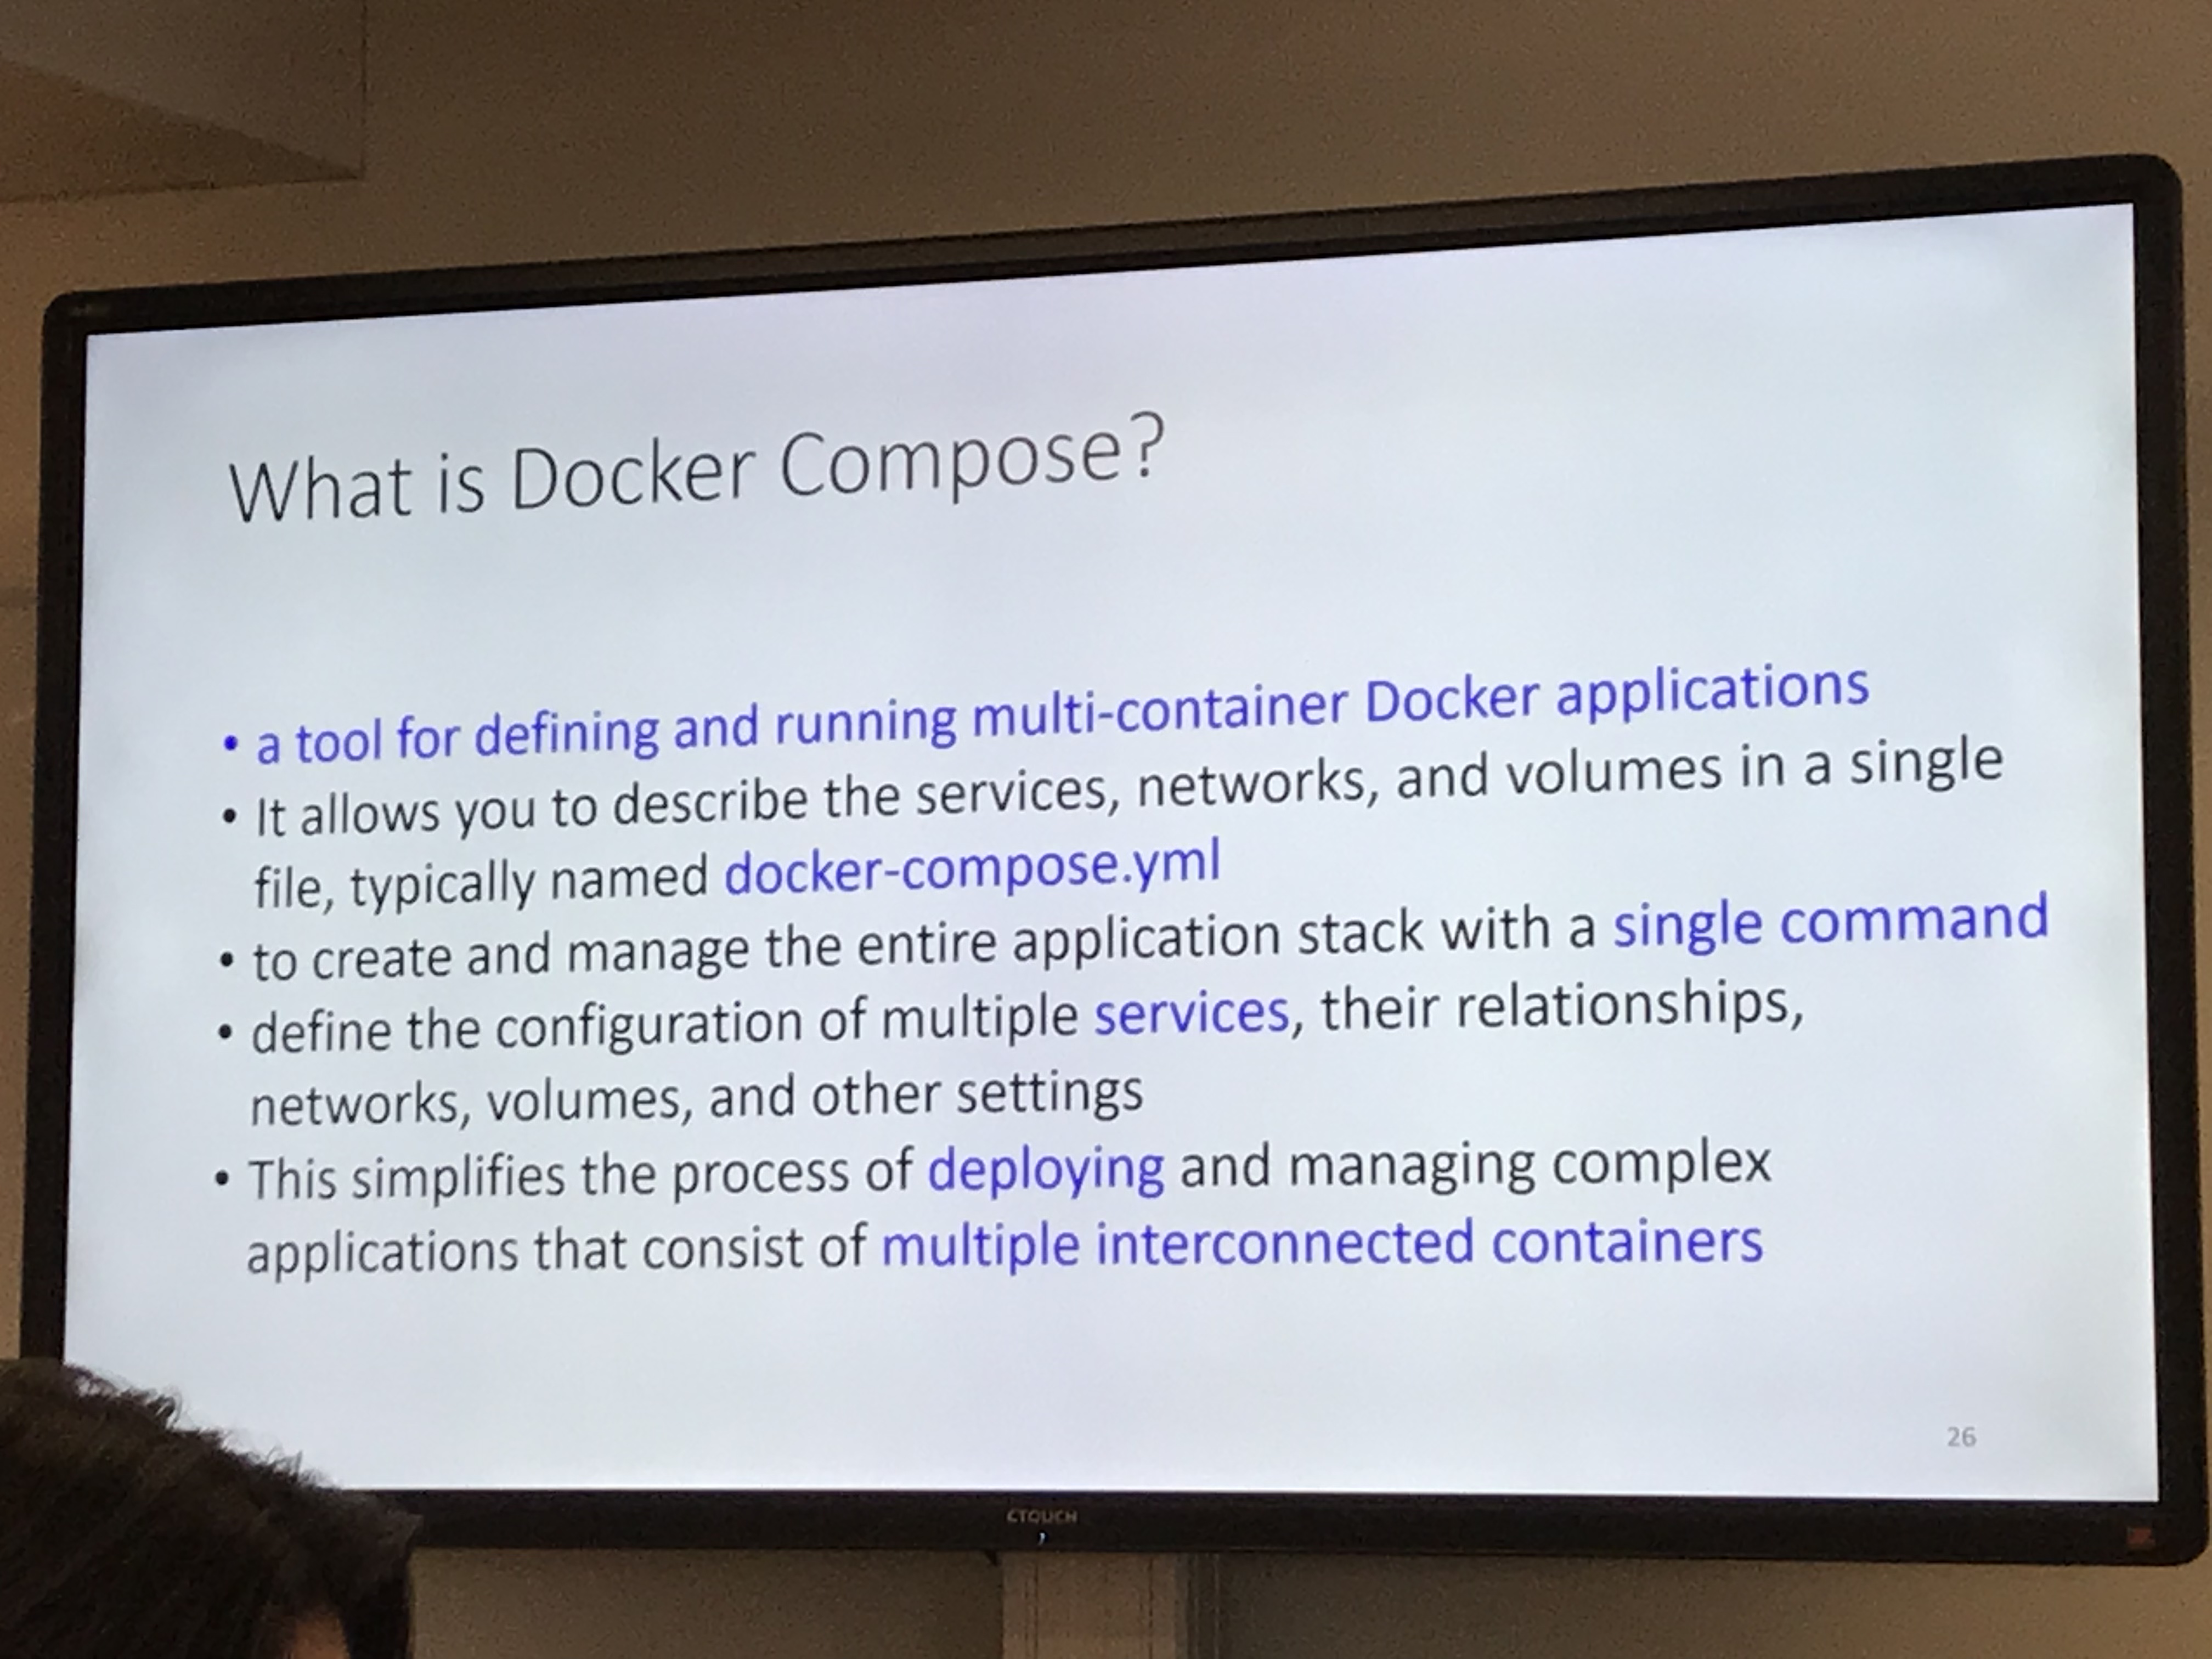 What is Docker Compose?
• a tool for defining and running multi-container Docker applications
• It allows you to describe the services, networks, and volumes in a single
file, typically named docker-compose.yml
• to create and manage the entire application stack with a single command
• define the configuration of multiple services, their relationships,
networks, volumes, and other settings
• This simplifies the process of deploying and managing complex
applications that consist of multiple interconnected containers
26
CTOUCH